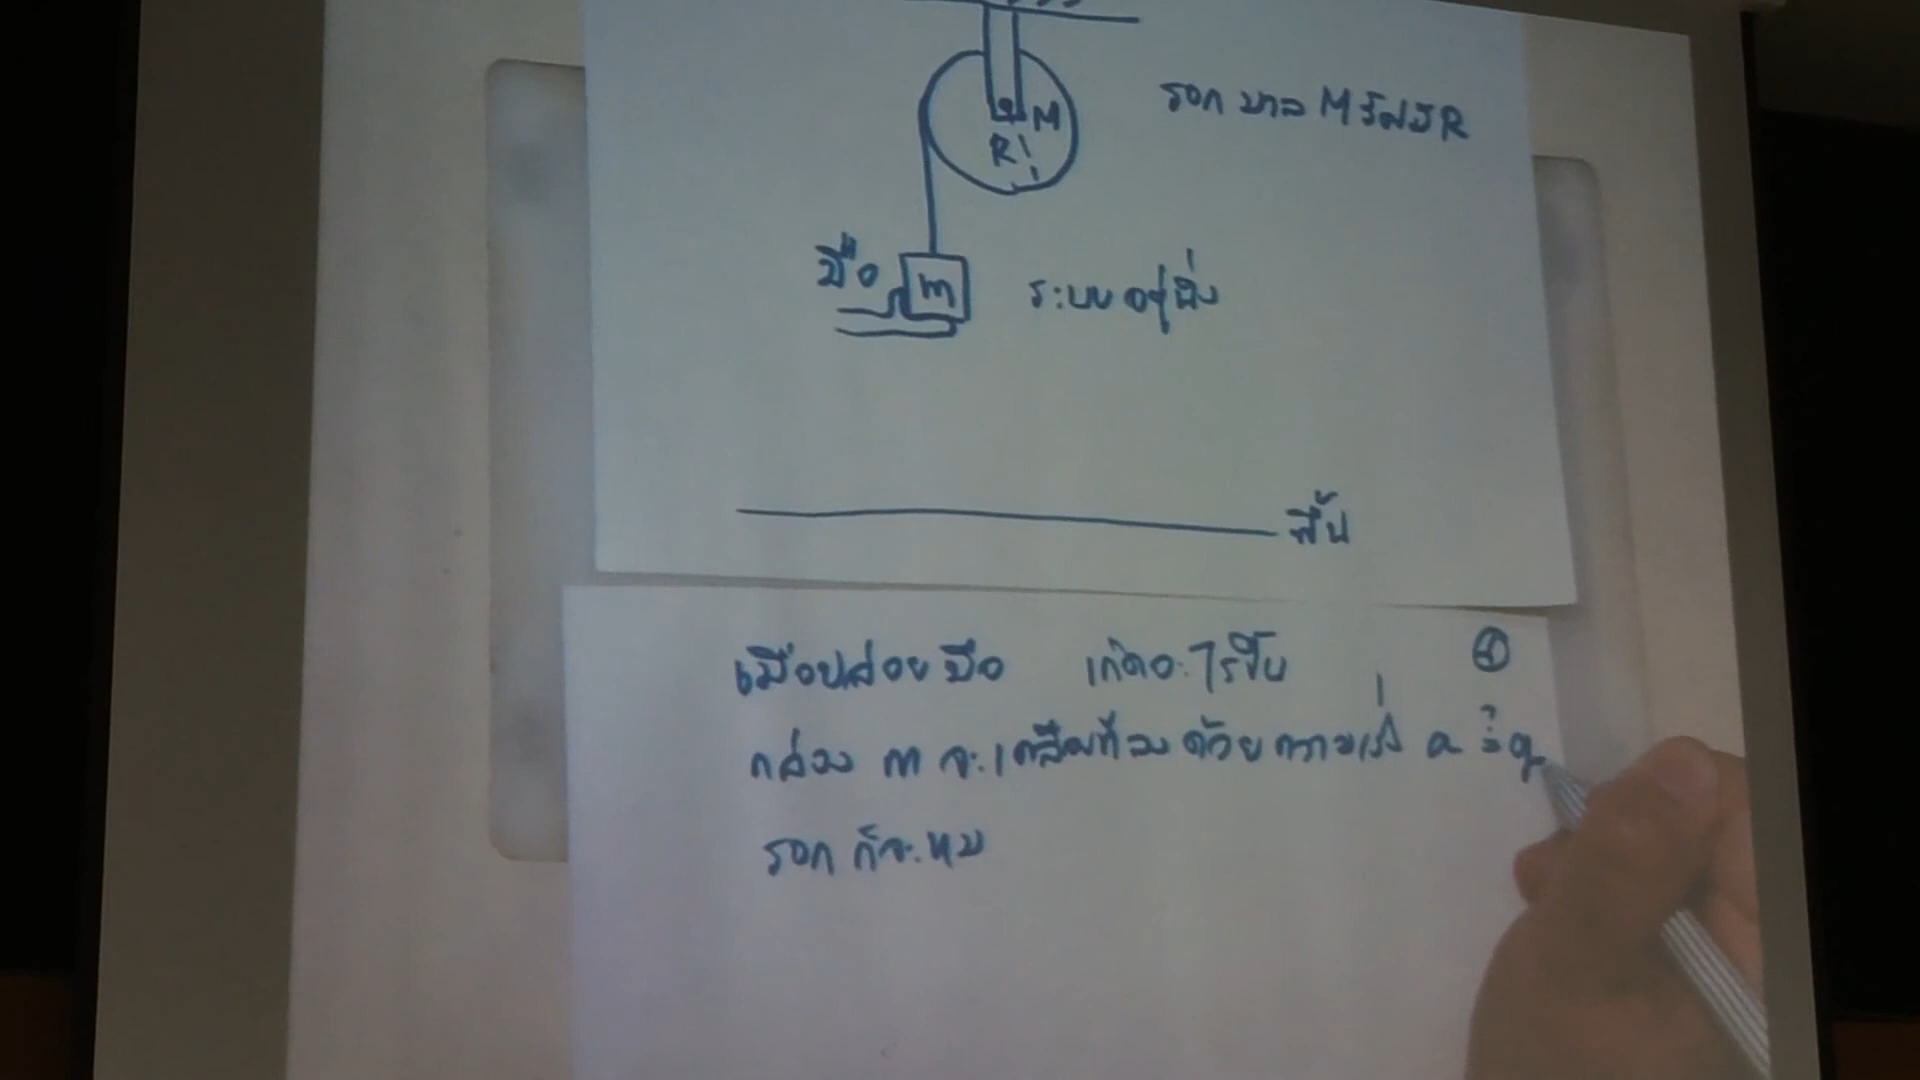 รอก มวล M รัศมี R
M
R
มือ
m
ระบบอยู่นิ่ง
พื้น
เมื่อปล่อยมือ เกิดอะไรขึ้น
กล่อง m จะเคลื่อนที่ลงด้วยความเร่ง a ?= g
รอกก็จะหมุ